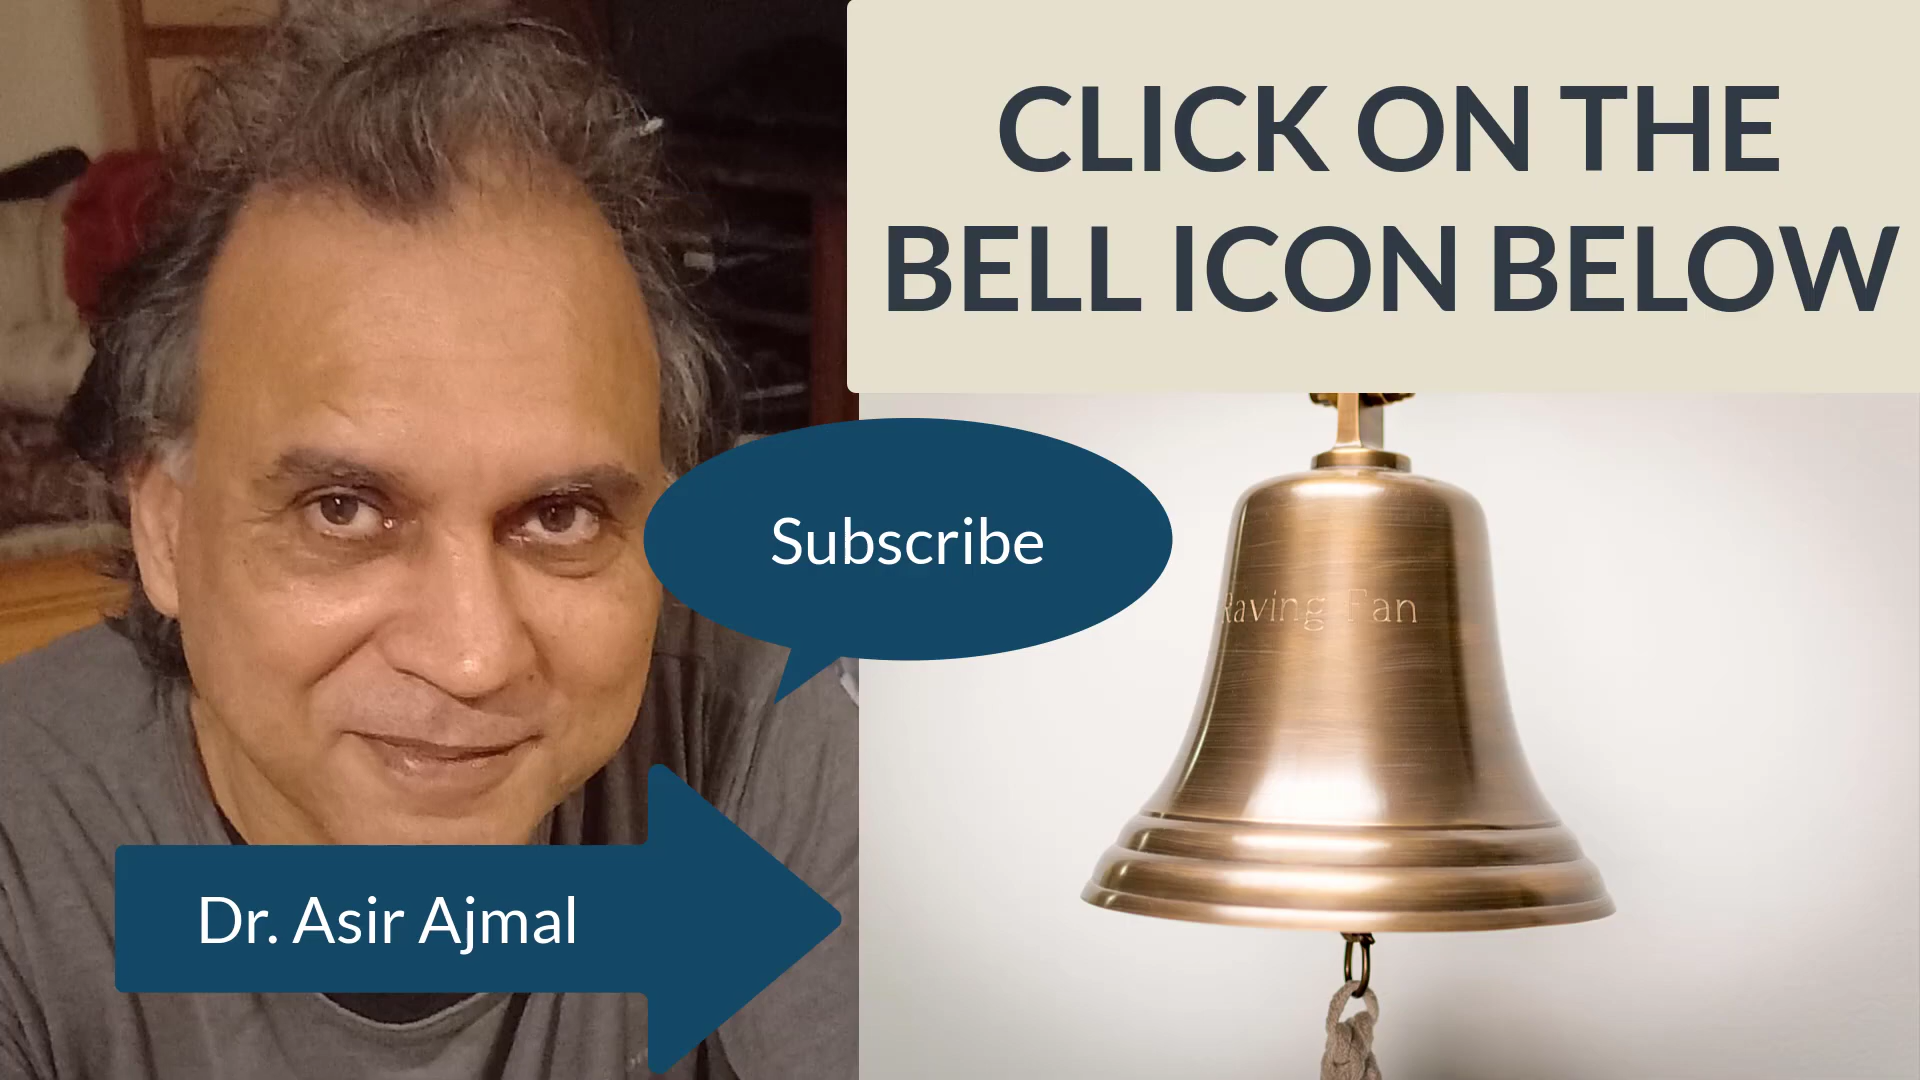 CLICK ON THE
BELL ICON BELOW
Subscribe
Raving Fan
Dr. Asir Ajmal